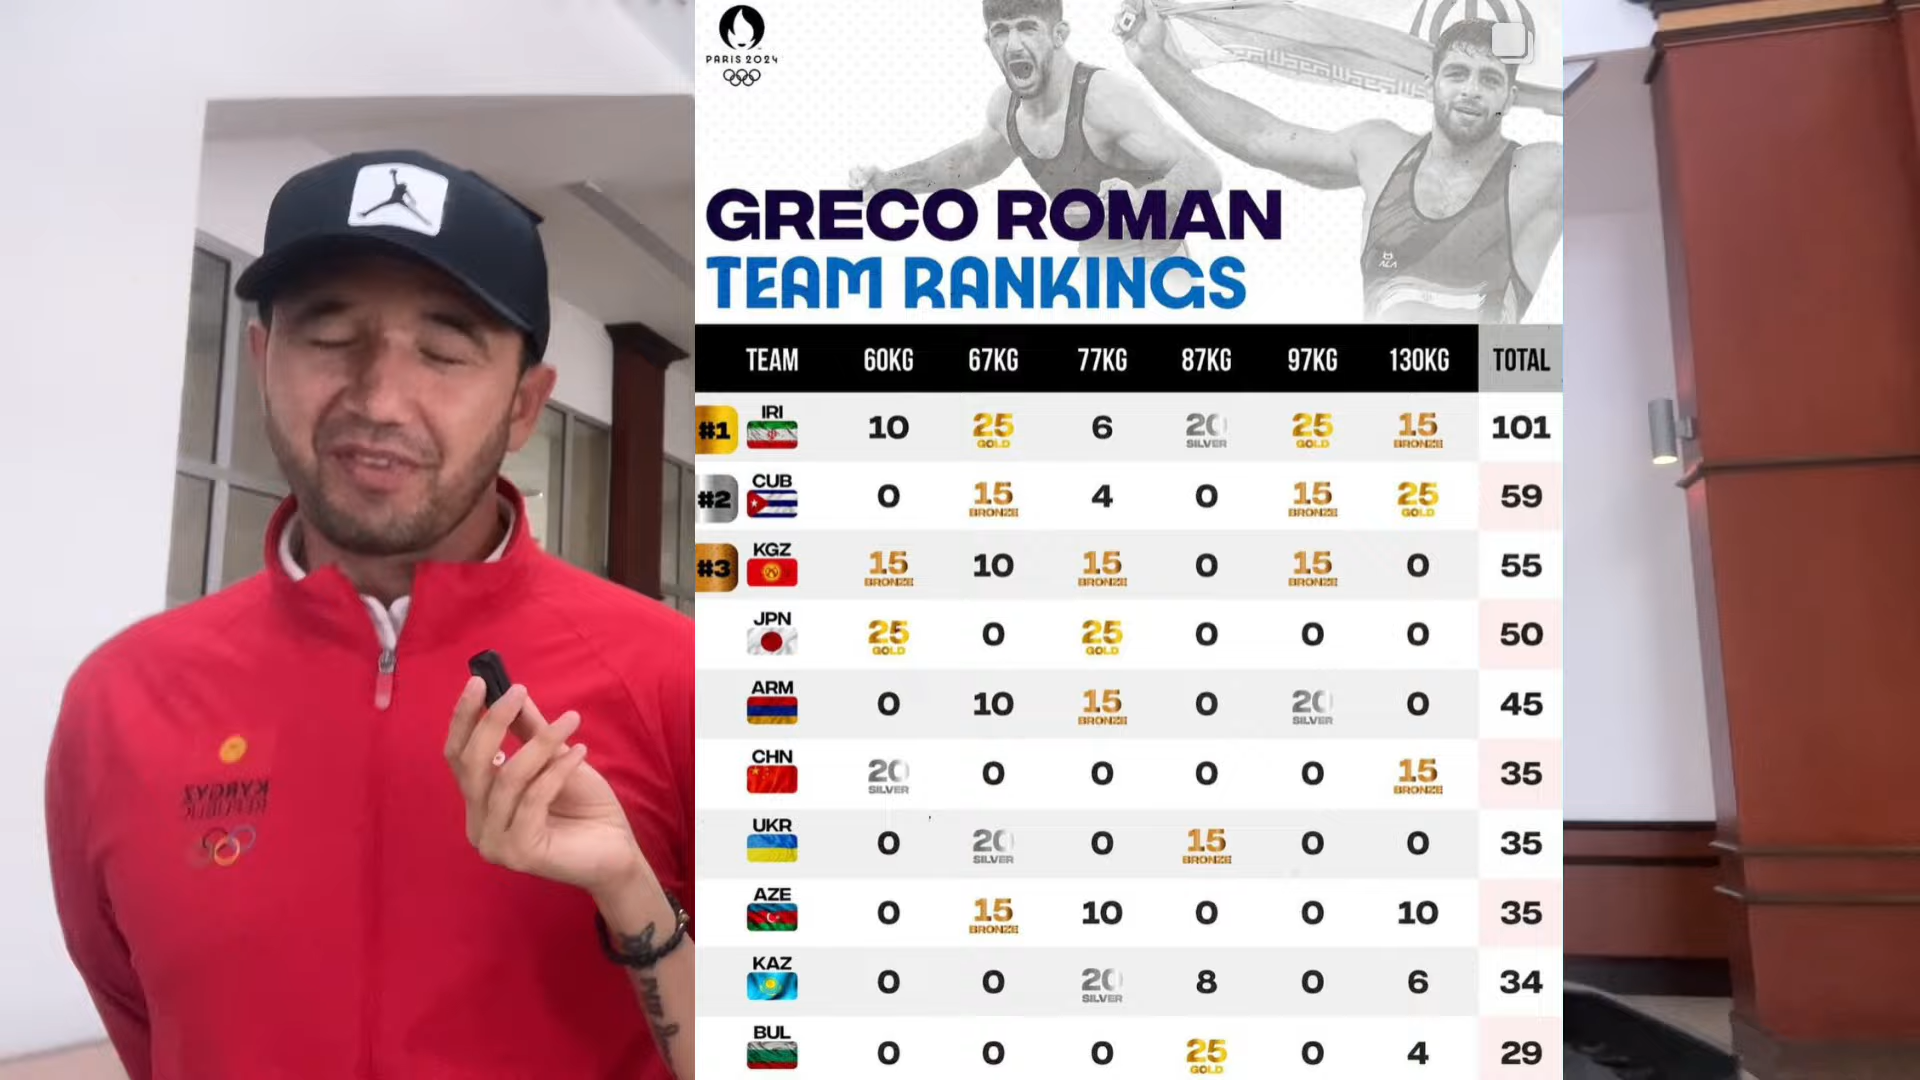 PARIS 2024
GRECO ROMAN
TEAM RANKINGS
TEAM 60KG 67KG 77KG 87KG 97KG 130KG TOTAL
#1 IRI 10 25 GOLD 6 20 SILVER 25 GOLD 15 BRONZE 101
#2 CUB 0 15 BRONZE 4 0 15 BRONZE 25 GOLD 59
#3 KGZ 15 BRONZE 10 15 BRONZE 0 15 BRONZE 0 55
JPN 25 GOLD 0 25 GOLD 0 0 0 50
ARM 0 10 15 BRONZE 0 20 SILVER 0 45
CHN 20 SILVER 0 0 0 0 15 BRONZE 35
UKR 0 20 SILVER 0 15 BRONZE 0 0 35
AZE 0 15 BRONZE 10 0 0 10 35
KAZ 0 0 20 SILVER 8 0 6 34
BUL 0 0 0 25 GOLD 0 4 29
KYRGYZ
REPUBLIC